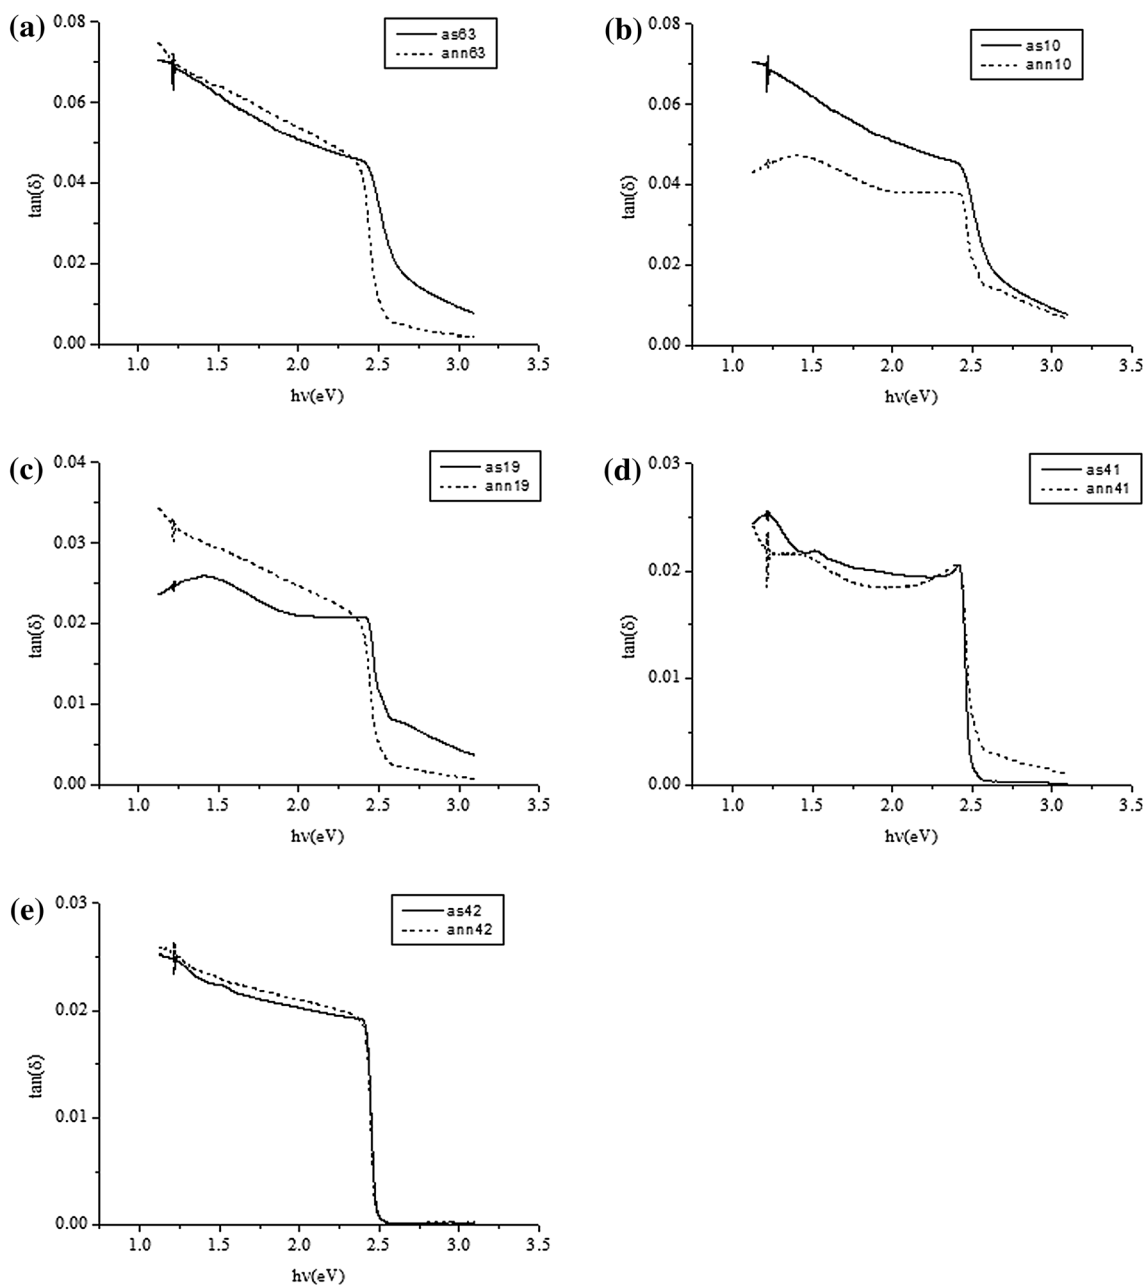 (a)
as63
ann63
0.08
0.06
0.04
0.02
0.00
tan(δ)
1.0 1.5 2.0 2.5 3.0 3.5
hν(eV)
(b)
as10
ann10
0.08
0.06
0.04
0.02
0.00
tan(δ)
1.0 1.5 2.0 2.5 3.0 3.5
hν(eV)
(c)
as19
ann19
0.04
0.03
0.02
0.01
0.00
tan(δ)
1.0 1.5 2.0 2.5 3.0 3.5
hν(eV)
(d)
as41
ann41
0.03
0.02
0.01
0.00
tan(δ)
1.0 1.5 2.0 2.5 3.0 3.5
hν(eV)
(e)
as42
ann42
0.03
0.02
0.01
0.00
tan(δ)
1.0 1.5 2.0 2.5 3.0 3.5
hν(eV)